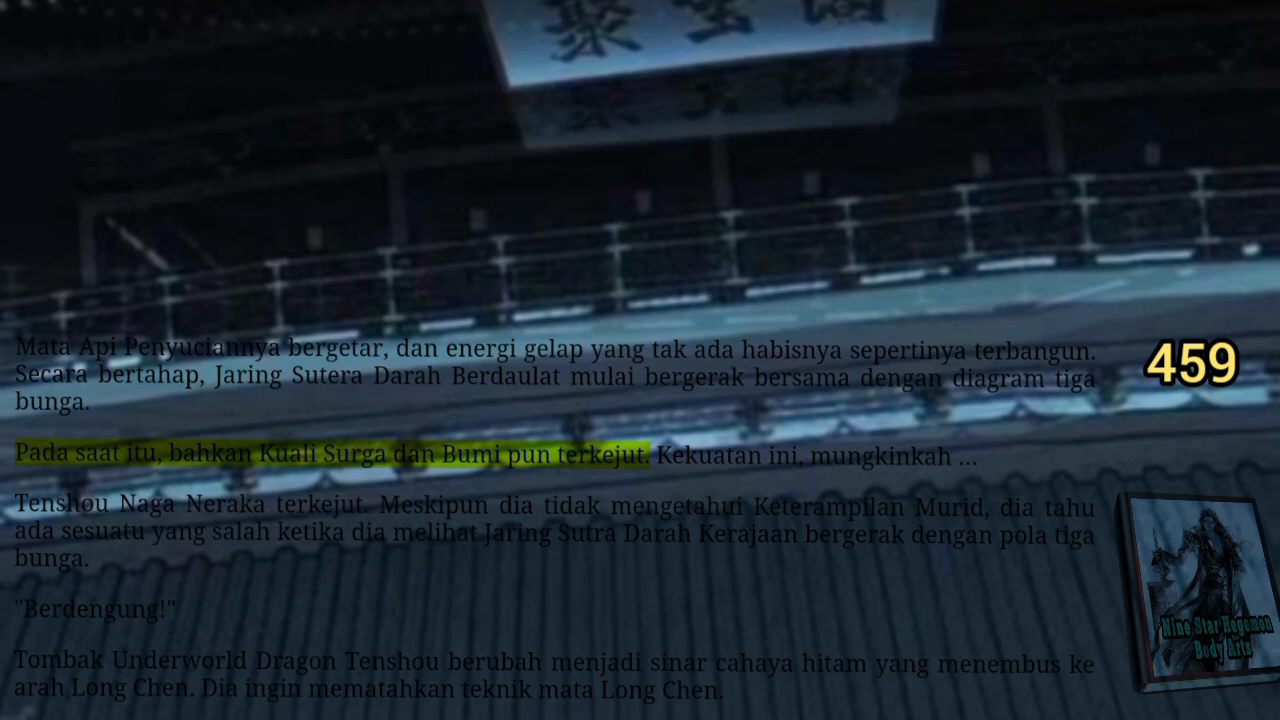 聚宝阁
Mata Api Penyuciannya bergetar, dan energi gelap yang tak ada habisnya sepertinya terbangun.
Secara bertahap, Jaring Sutera Darah Berdaulat mulai bergerak bersama dengan diagram tiga
bunga.
459
Pada saat itu, bahkan Kuali Surga dan Bumi pun terkejut. Kekuatan ini, mungkinkah ...
Tenshou Naga Neraka terkejut. Meskipun dia tidak mengetahui Keterampilan Murid, dia tahu
ada sesuatu yang salah ketika dia melihat Jaring Sutra Darah Kerajaan bergerak dengan pola tiga
bunga.
"Berdengung!"
Tombak Underworld Dragon Tenshou berubah menjadi sinar cahaya hitam yang menembus ke
arah Long Chen. Dia ingin mematahkan teknik mata Long Chen.
Nine Star Hegemon
Body Arts